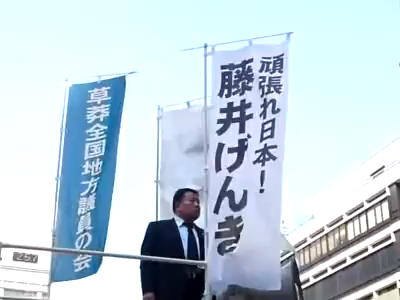 頑張れ日本！
藤井げんき
草莽全国地方議員の会